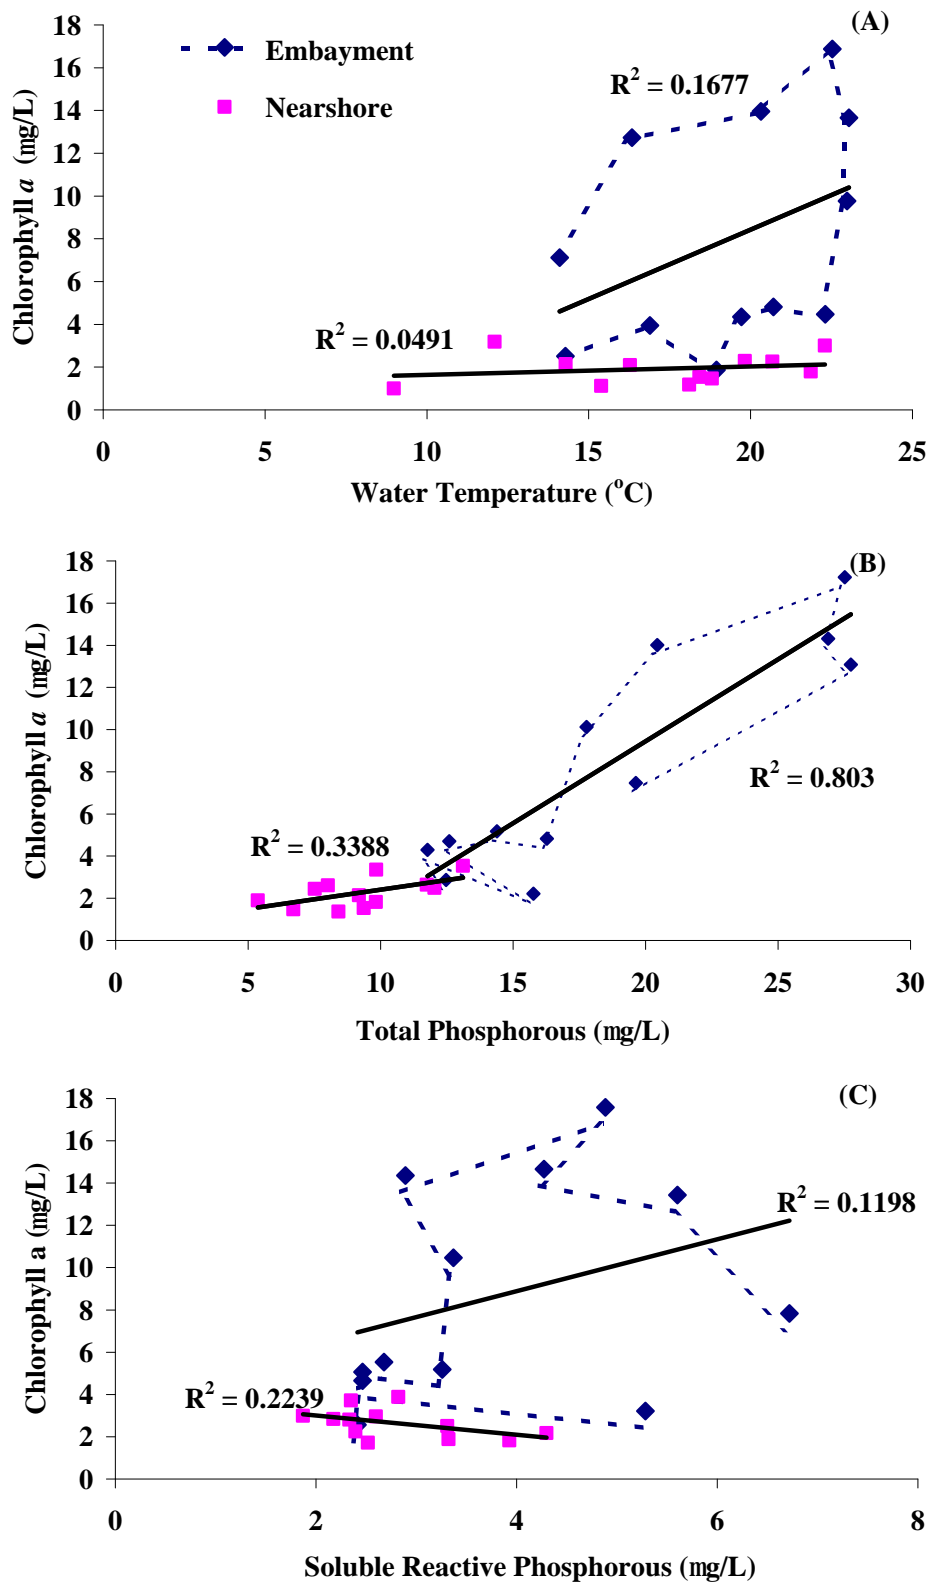 (A)
18
16
14
12
10
8
6
4
2
0
Chlorophyll a (mg/L)
Embayment
Nearshore
R² = 0.1677
R² = 0.0491
0 5 10 15 20 25
Water Temperature (°C)
(B)
18
16
14
12
10
8
6
4
2
0
Chlorophyll a (mg/L)
R² = 0.803
R² = 0.3388
0 5 10 15 20 25 30
Total Phosphorous (mg/L)
(C)
18
16
14
12
10
8
6
4
2
0
Chlorophyll a (mg/L)
R² = 0.1198
R² = 0.2239
0 2 4 6 8
Soluble Reactive Phosphorous (mg/L)